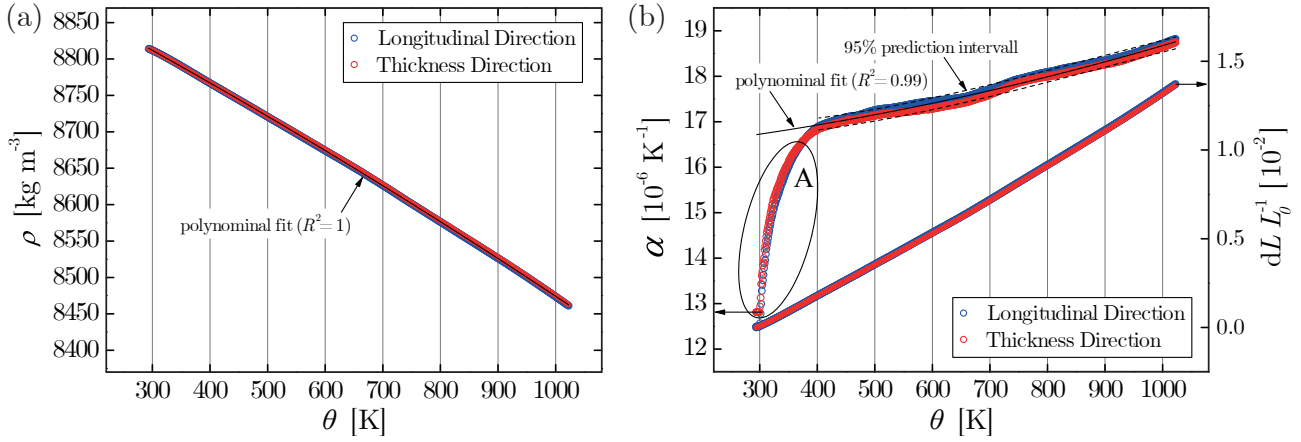 (a)
8850
8800
8750
8700
8650
8600
8550
8500
8450
8400
ρ [kg m⁻³]
Longitudinal Direction
Thickness Direction
polynominal fit (R²=1)
300 400 500 600 700 800 900 1000
θ [K]
(b)
19
18
17
16
15
14
13
12
α [10⁻⁶ K⁻¹]
95% prediction intervall
polynominal fit (R²=0.99)
A
Longitudinal Direction
Thickness Direction
300 400 500 600 700 800 900 1000
θ [K]
1.5
1.0
0.5
0.0
dL L₀⁻¹ [10⁻²]